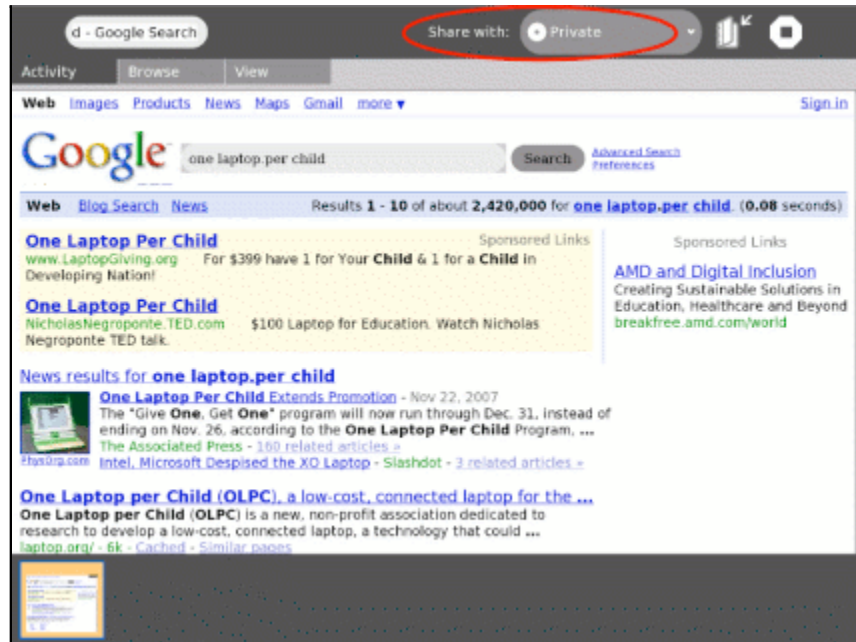 d - Google Search
Share with: Private
Activity Browse View
Web Images Products News Maps Gmail more ▼ Sign in
Google one laptop.per child Search Advanced Search
Preferences
Web Blog Search News Results 1 - 10 of about 2,420,000 for one laptop.per child. (0.08 seconds)
One Laptop Per Child Sponsored Links
www.LaptopGiving.org For $399 have 1 for Your Child & 1 for a Child in
Developing Nation!
One Laptop Per Child
NicholasNegroponte.TED.com $100 Laptop for Education. Watch Nicholas
Negroponte TED talk.
Sponsored Links
AMD and Digital Inclusion
Creating Sustainable Solutions in
Education, Healthcare and Beyond
breakfree.amd.com/world
News results for one laptop.per child
One Laptop Per Child Extends Promotion - Nov 22, 2007
The "Give One, Get One" program will now run through Dec. 31, instead of
ending on Nov. 26, according to the One Laptop Per Child Program, ...
The Associated Press - 160 related articles »
PhysOrg.com Intel, Microsoft Despised the XO Laptop - Slashdot - 3 related articles »
One Laptop per Child (OLPC), a low-cost, connected laptop for the ...
One Laptop per Child (OLPC) is a new, non-profit association dedicated to
research to develop a low-cost, connected laptop, a technology that could ...
laptop.org/ - 6k - Cached - Similar pages